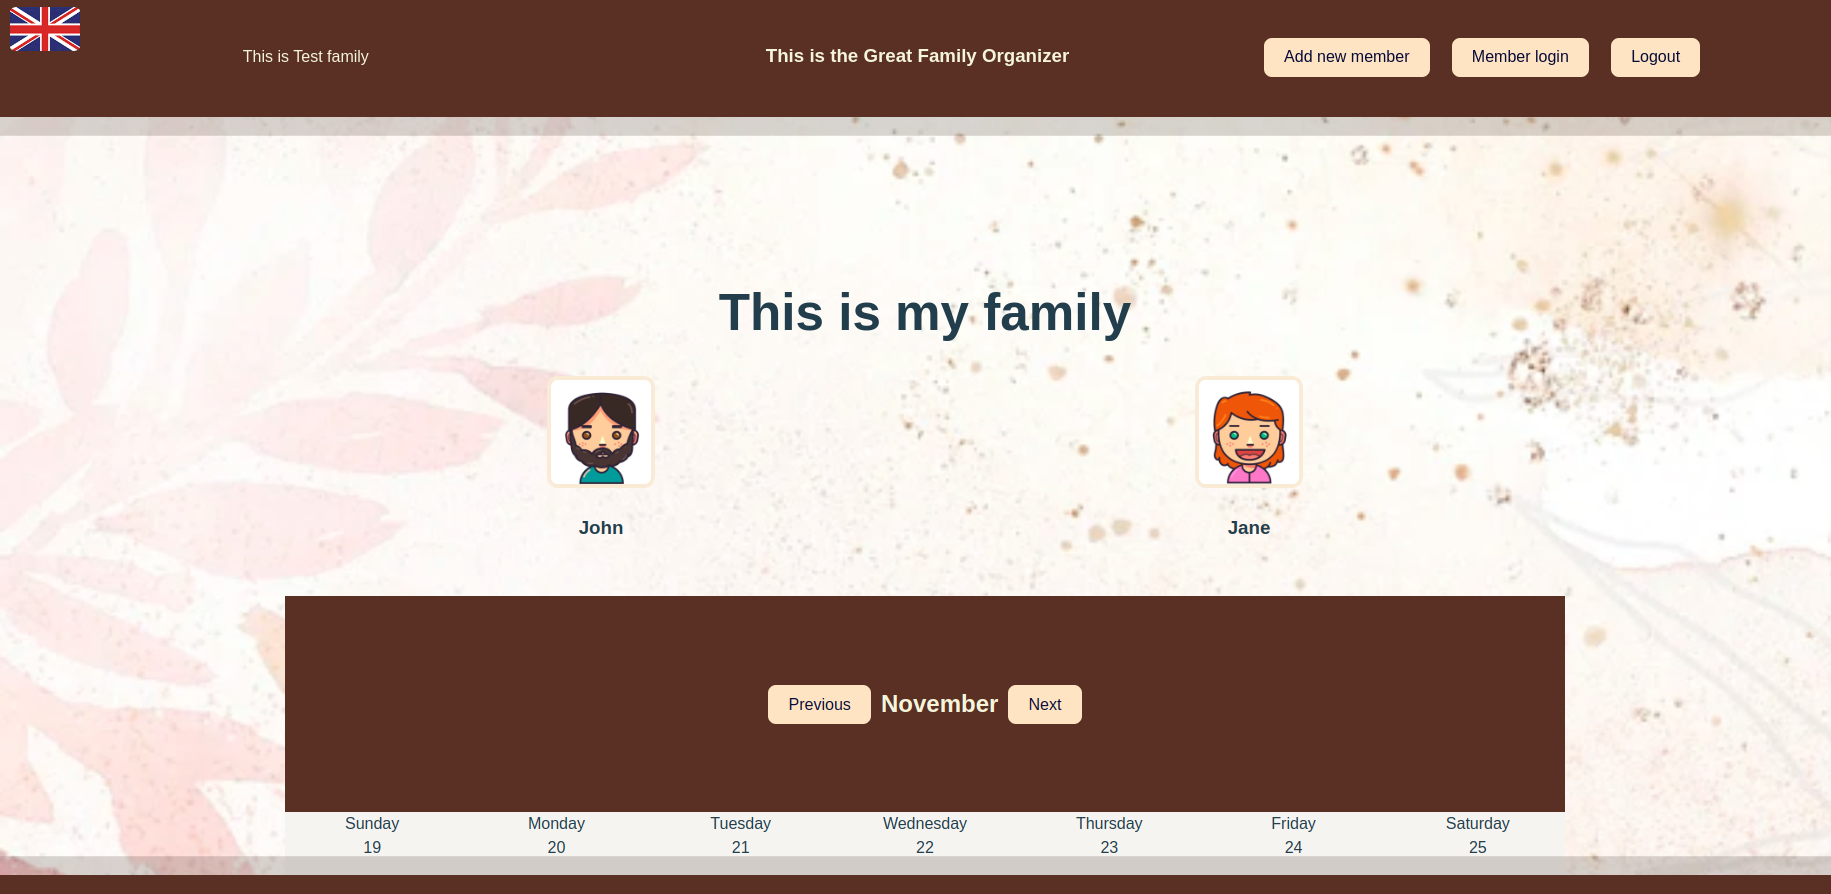 This is Test family
This is the Great Family Organizer
Add new member
Member login
Logout
This is my family
John
Jane
Previous
November
Next
Sunday Monday Tuesday Wednesday Thursday Friday Saturday
19 20 21 22 23 24 25